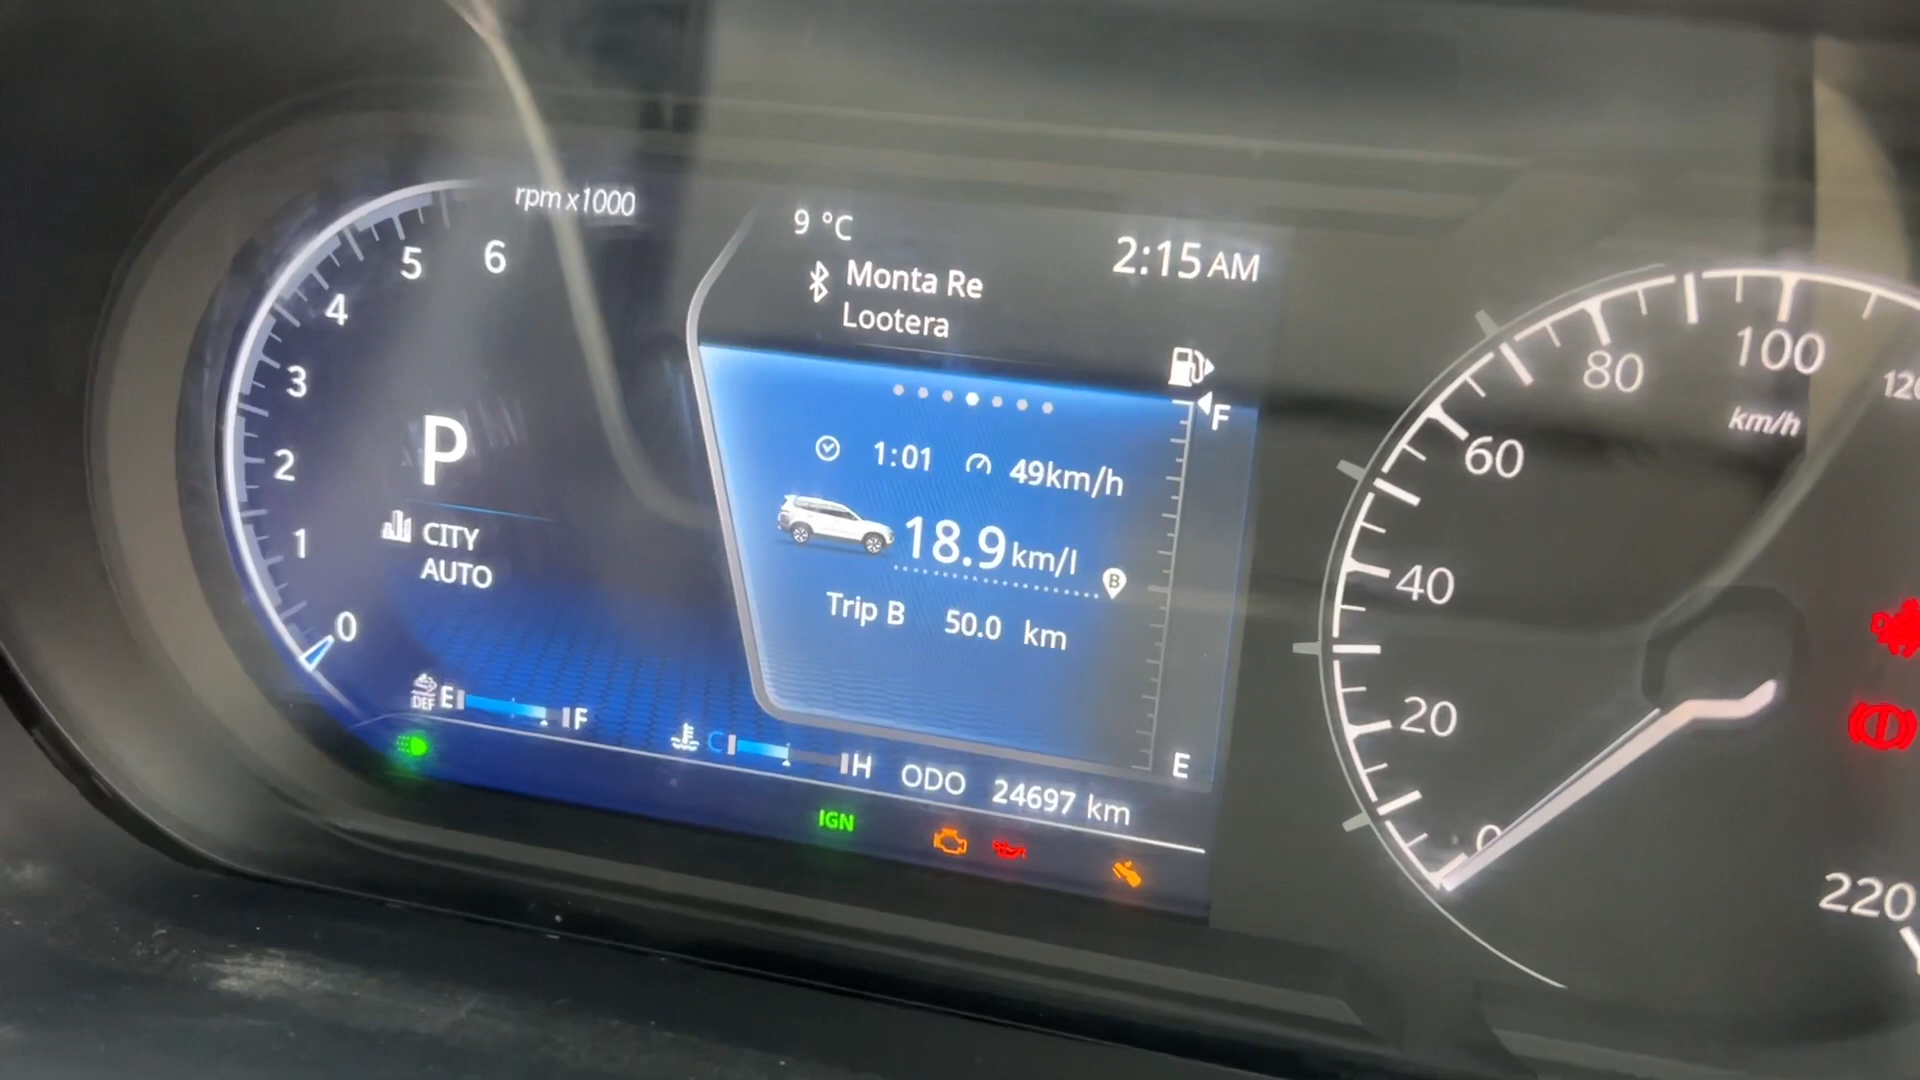 rpm x1000
6
5
4
3
2
1
0
P
CITY
AUTO
DEF E F
C H
9 °C
2:15 AM
Monta Re
Lootera
F
1:01 49km/h
18.9 km/l
B
Trip B 50.0 km
E
ODO 24697 km
IGN
0
20
40
60
80
100
120
km/h
220